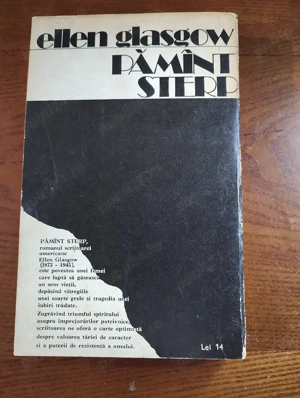 ellen glasgow
PĂMÎNT
STERP
PĂMÎNT STERP,
romanul scriitoarei
americane
Ellen Glasgow
(1873 - 1945),
este povestea unei femei
care luptă să găsească
un sens vieții,
depășind vitregiile
unei soarte grele și tragedia unei
iubiri trădate.
Zugrăvind triumful spiritului
asupra împrejurărilor potrivnice,
scriitoarea ne oferă o carte optimistă
despre valoarea tăriei de caracter
și a puterii de rezistență a omului.
Lei 14